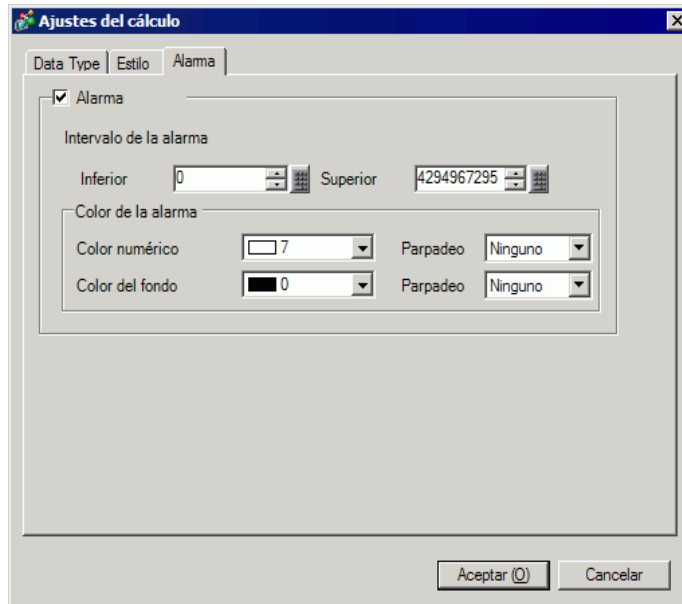 Ajustes del cálculo
Data Type Estilo Alarma
Alarma
Intervalo de la alarma
Inferior 0 Superior 4294967295
Color de la alarma
Color numérico 7 Parpadeo Ninguno
Color del fondo 0 Parpadeo Ninguno
Aceptar (O) Cancelar